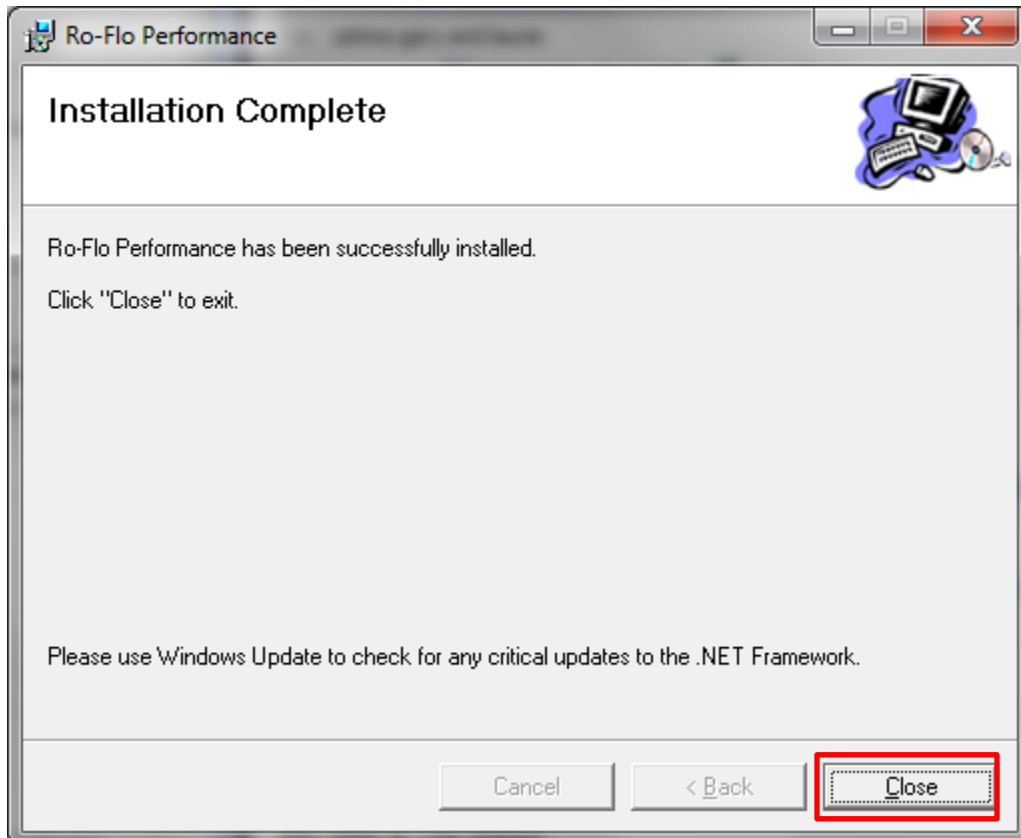 Ro-Flo Performance
Installation Complete
Ro-Flo Performance has been successfully installed.
Click "Close" to exit.
Please use Windows Update to check for any critical updates to the .NET Framework.
Cancel
< Back
Close